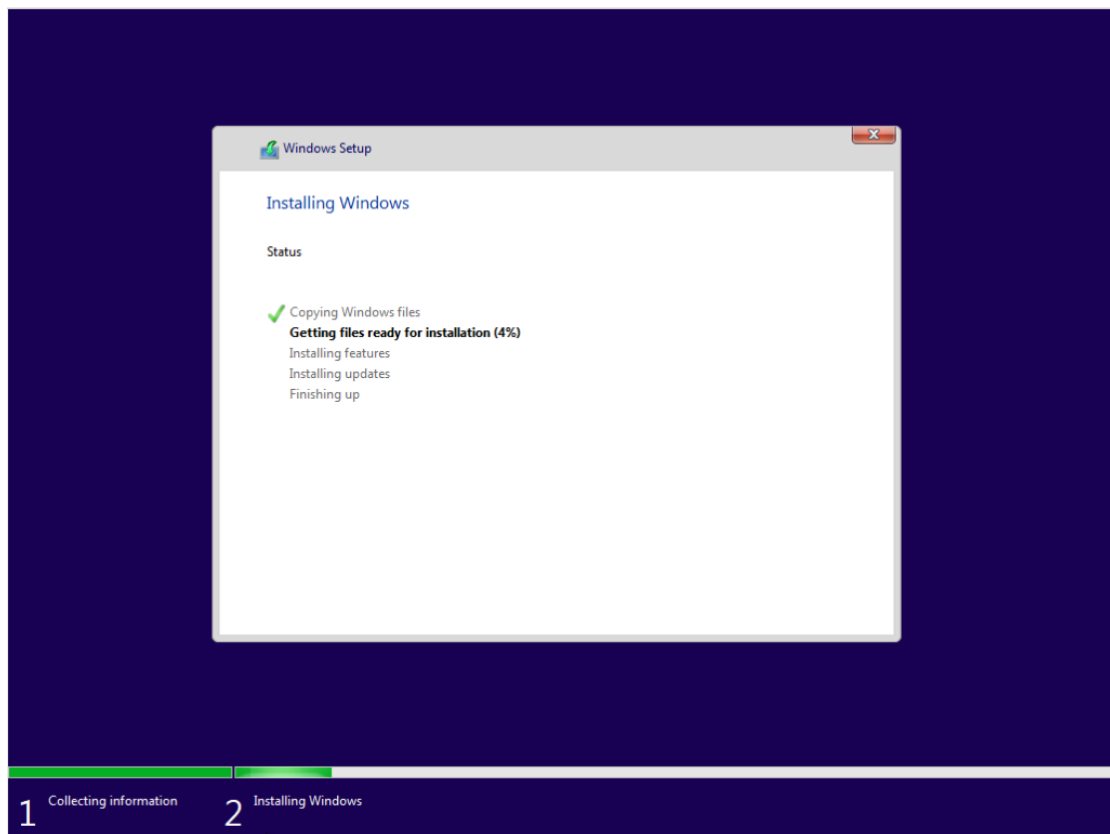 Windows Setup
Installing Windows
Status
Copying Windows files
Getting files ready for installation (4%)
Installing features
Installing updates
Finishing up
1 Collecting information 2 Installing Windows